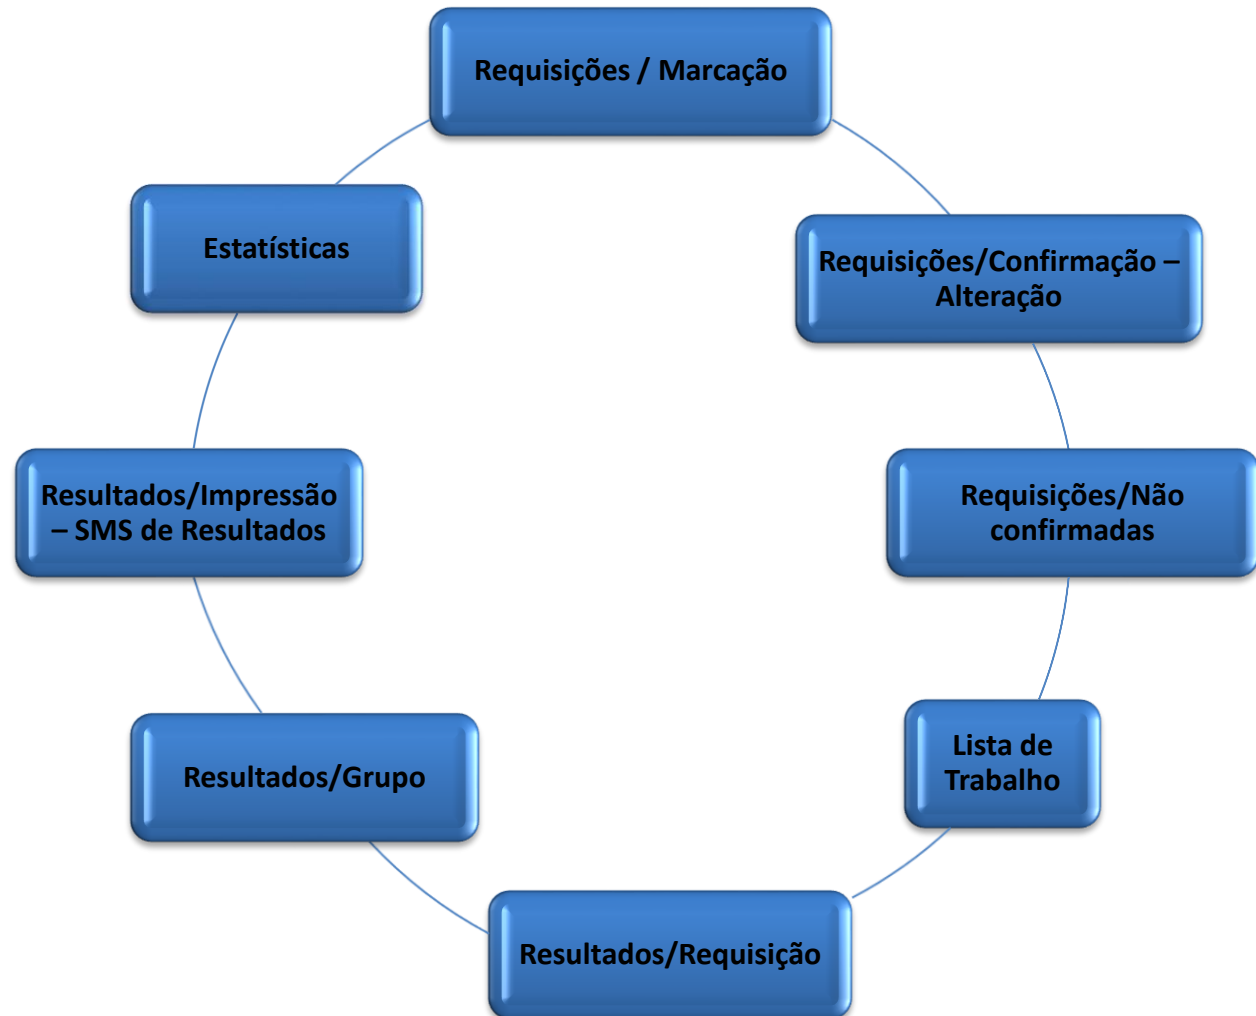 Requisições / Marcação
Requisições/Confirmação –
Alteração
Requisições/Não
confirmadas
Lista de
Trabalho
Resultados/Requisição
Resultados/Grupo
Resultados/Impressão
– SMS de Resultados
Estatísticas